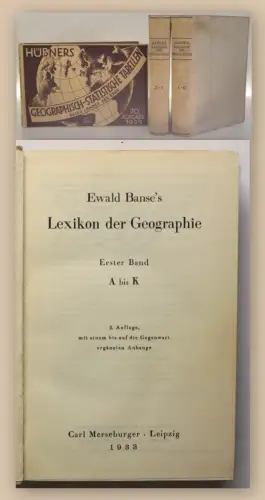 HÜBNERS
GEOGRAPHISCH-STATISTISCHE TABELLEN
Ewald Banse's
Lexikon der Geographie
Erster Band
A bis K
2. Auflage,
mit einem bis auf die Gegenwart
ergänzten Anhange
Carl Merseburger · Leipzig
1933